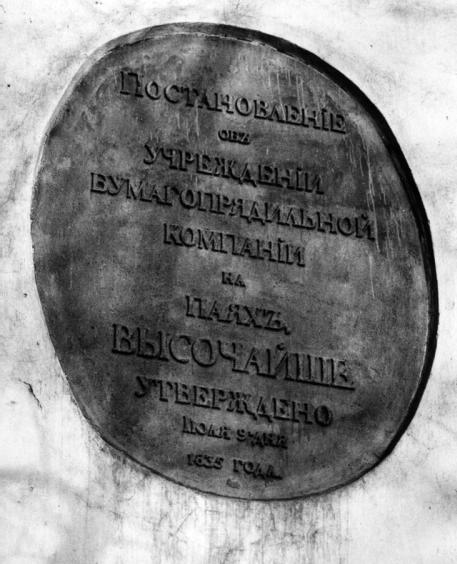 Постановленіе
объ
учрежденіи
бумагопрядильной
компаніи
на
паяхъ,
ВЫСОЧАЙШЕ
утверждено
Іюля 9 дня
1835 года.